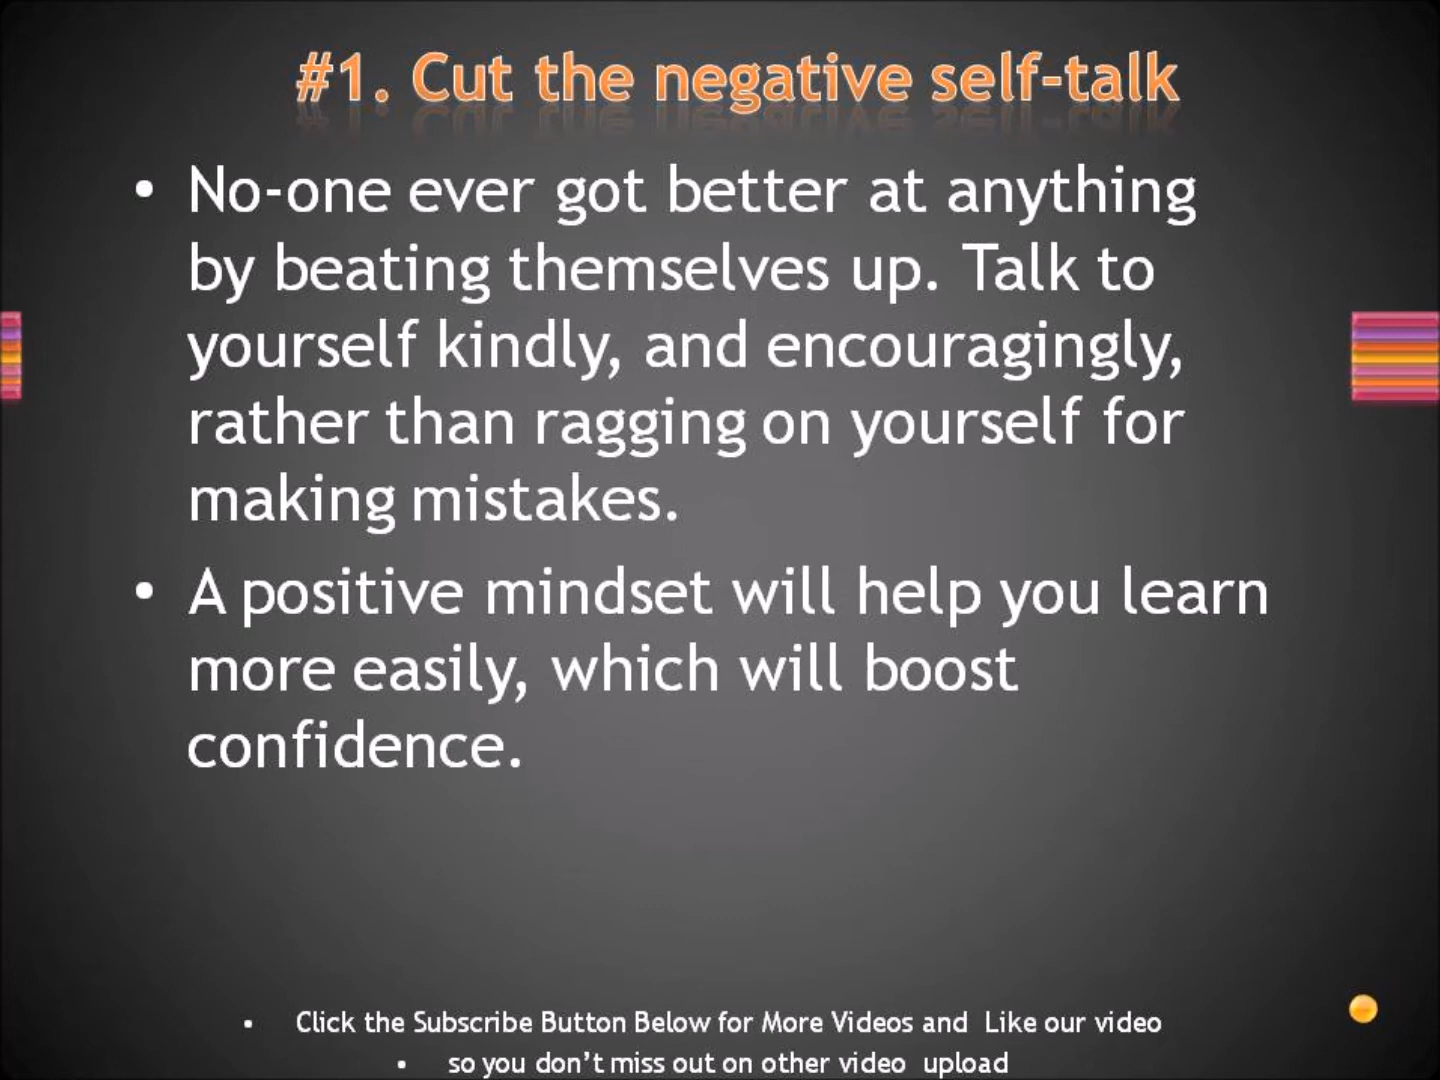 #1. Cut the negative self-talk
• No-one ever got better at anything
by beating themselves up. Talk to
yourself kindly, and encouragingly,
rather than ragging on yourself for
making mistakes.
• A positive mindset will help you learn
more easily, which will boost
confidence.
• Click the Subscribe Button Below for More Videos and Like our video
• so you don't miss out on other video upload